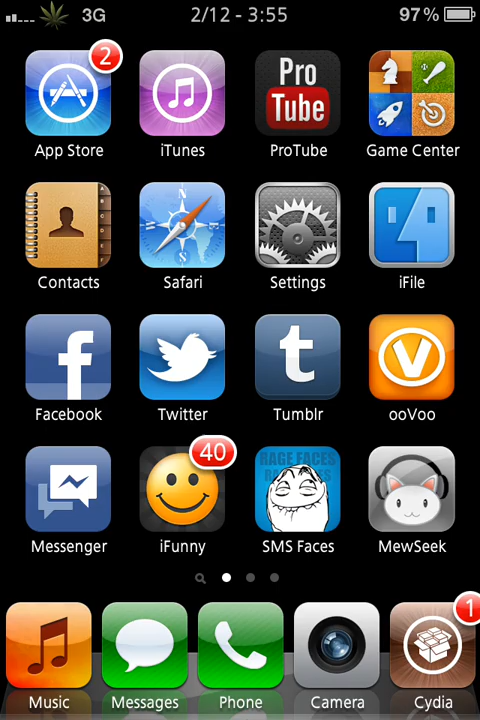 3G 2/12 - 3:55 97%
2
Pro
Tube
App Store iTunes ProTube Game Center
Contacts Safari Settings iFile
Facebook Twitter Tumblr ooVoo
40
RAGE FACES
Messenger iFunny SMS Faces MewSeek
1
Music Messages Phone Camera Cydia